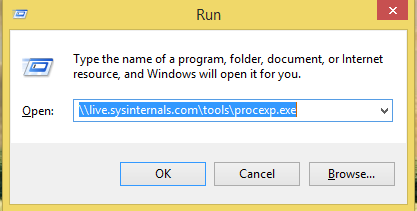 Run
Type the name of a program, folder, document, or Internet
resource, and Windows will open it for you.
Open: \\live.sysinternals.com\tools\procexp.exe
OK Cancel Browse...